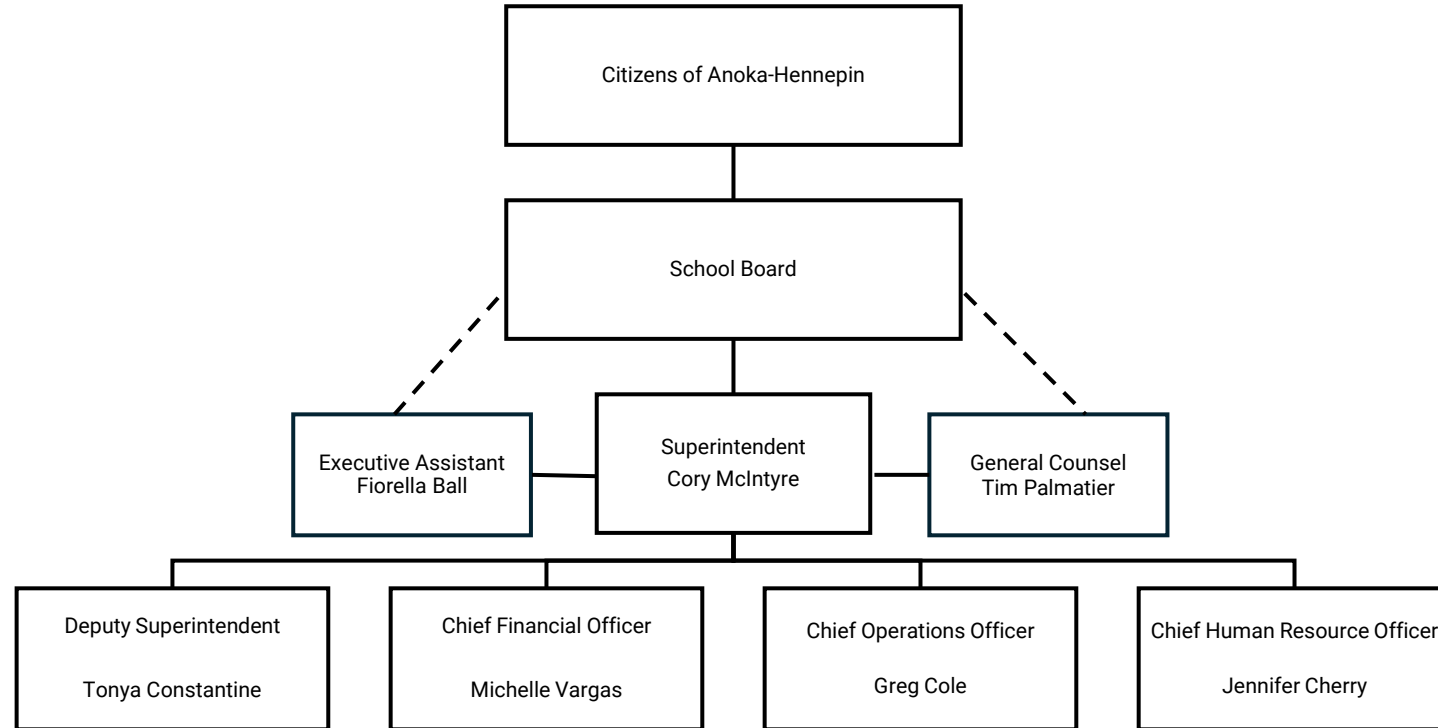 Citizens of Anoka-Hennepin
School Board
Executive Assistant
Fiorella Ball
Superintendent
Cory McIntyre
General Counsel
Tim Palmatier
Deputy Superintendent
Tonya Constantine
Chief Financial Officer
Michelle Vargas
Chief Operations Officer
Greg Cole
Chief Human Resource Officer
Jennifer Cherry